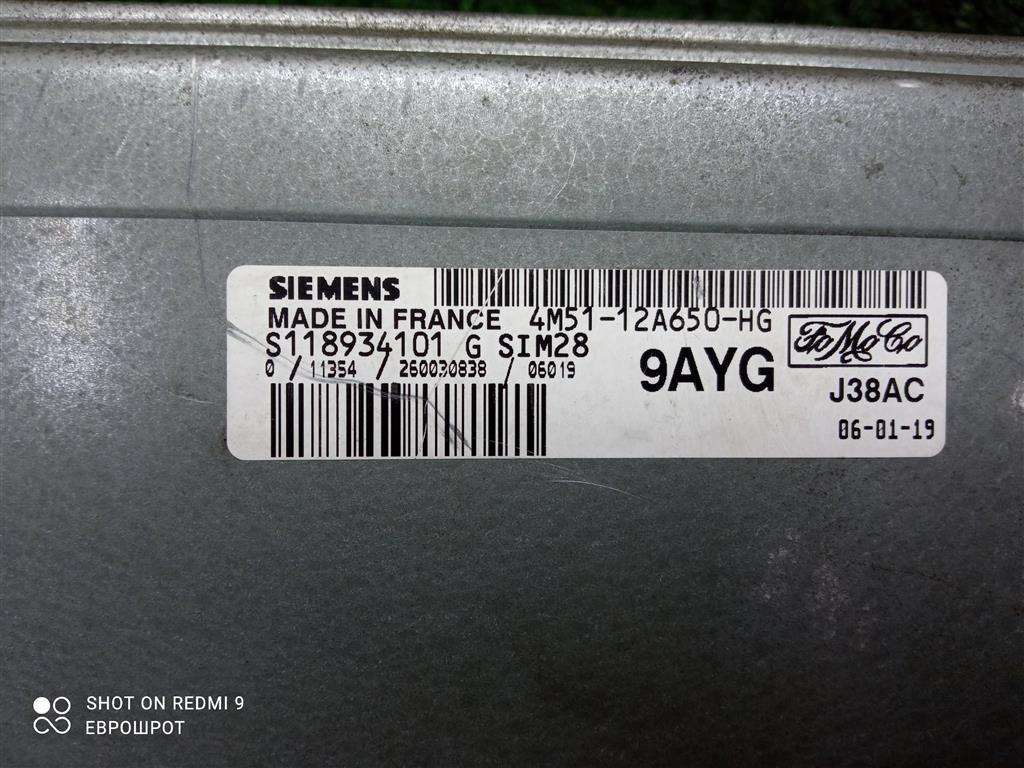 SIEMENS
MADE IN FRANCE 4M51-12A650-HG
S118934101 G SIM28
0 / 11354 / 260030838 / 06019
9AYG
FoMoCo
J38AC
06-01-19
SHOT ON REDMI 9
ЕВРОШРОТ